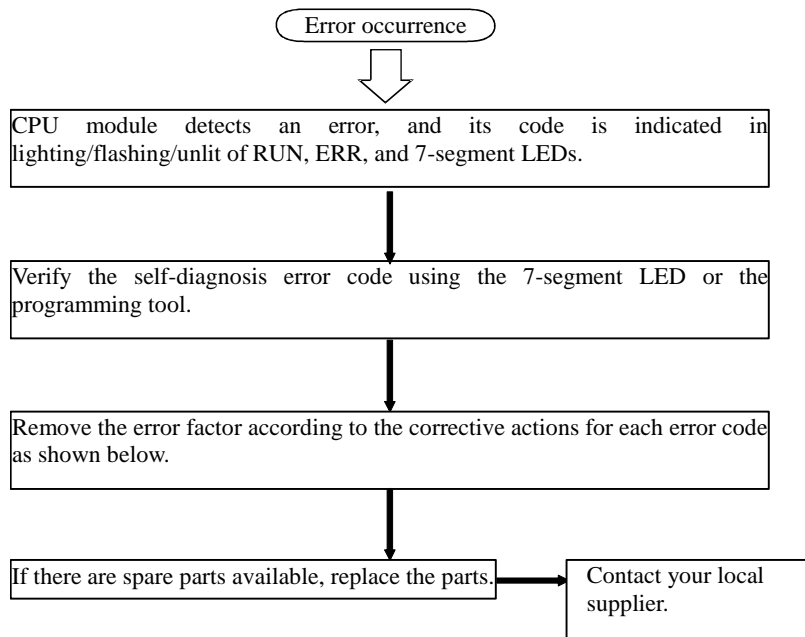 Error occurrence
CPU module detects an error, and its code is indicated in
lighting/flashing/unlit of RUN, ERR, and 7-segment LEDs.
Verify the self-diagnosis error code using the 7-segment LED or the
programming tool.
Remove the error factor according to the corrective actions for each error code
as shown below.
If there are spare parts available, replace the parts.
Contact your local
supplier.